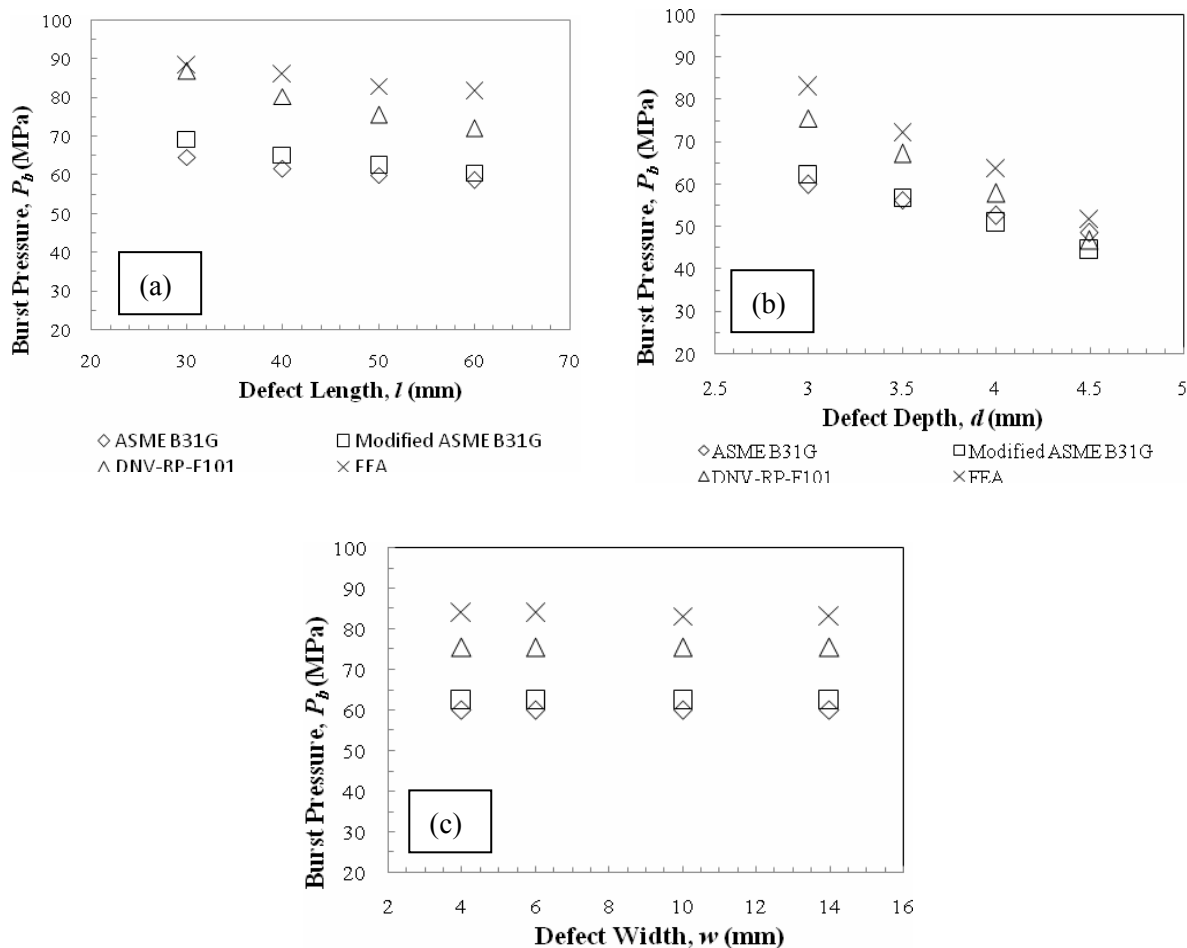 100
90
80
70
60
50
40
30
20
Burst Pressure, P_b (MPa)
(a)
20 30 40 50 60 70
Defect Length, l (mm)
◇ ASME B31G □ Modified ASME B31G
△ DNV-RP-F101 × FEA
100
90
80
70
60
50
40
30
20
Burst Pressure, P_b (MPa)
(b)
2.5 3 3.5 4 4.5 5
Defect Depth, d (mm)
◇ ASME B31G □ Modified ASME B31G
△ DNV-RP-F101 × FEA
100
90
80
70
60
50
40
30
20
Burst Pressure, P_b (MPa)
(c)
2 4 6 8 10 12 14 16
Defect Width, w (mm)